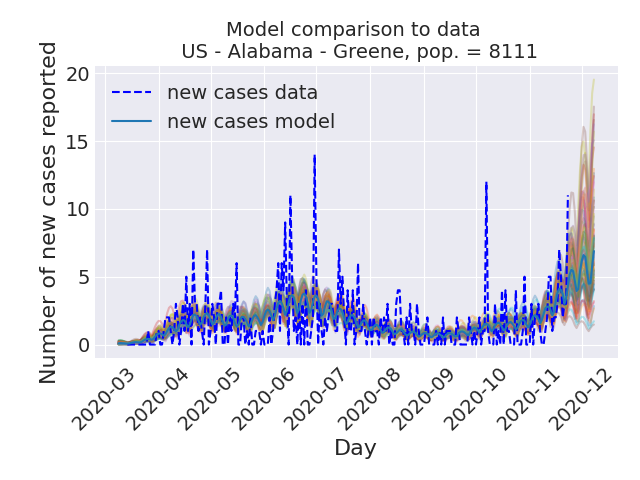 Model comparison to data
US - Alabama - Greene, pop. = 8111
Number of new cases reported
20
15
10
5
0
new cases data
new cases model
2020-03
2020-04
2020-05
2020-06
2020-07
2020-08
2020-09
2020-10
2020-11
2020-12
Day